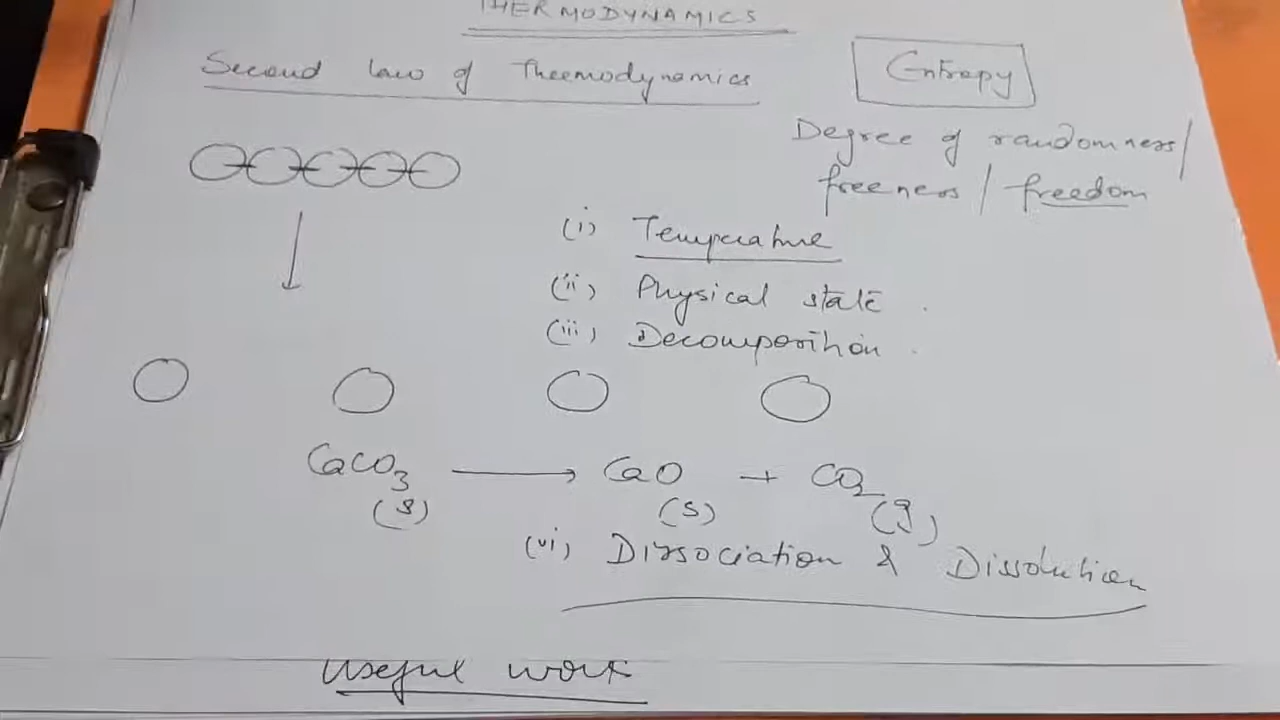 THERMODYNAMICS
Second law of Thermodynamics
Entropy
Degree of randomness/
freeness / freedom
(i) Temperature
(ii) Physical state .
(iii) Decomposition .
CaCO3 → CaO + CO2
(s) (s) (g)
(vi) Dissociation & Dissolution
Useful work